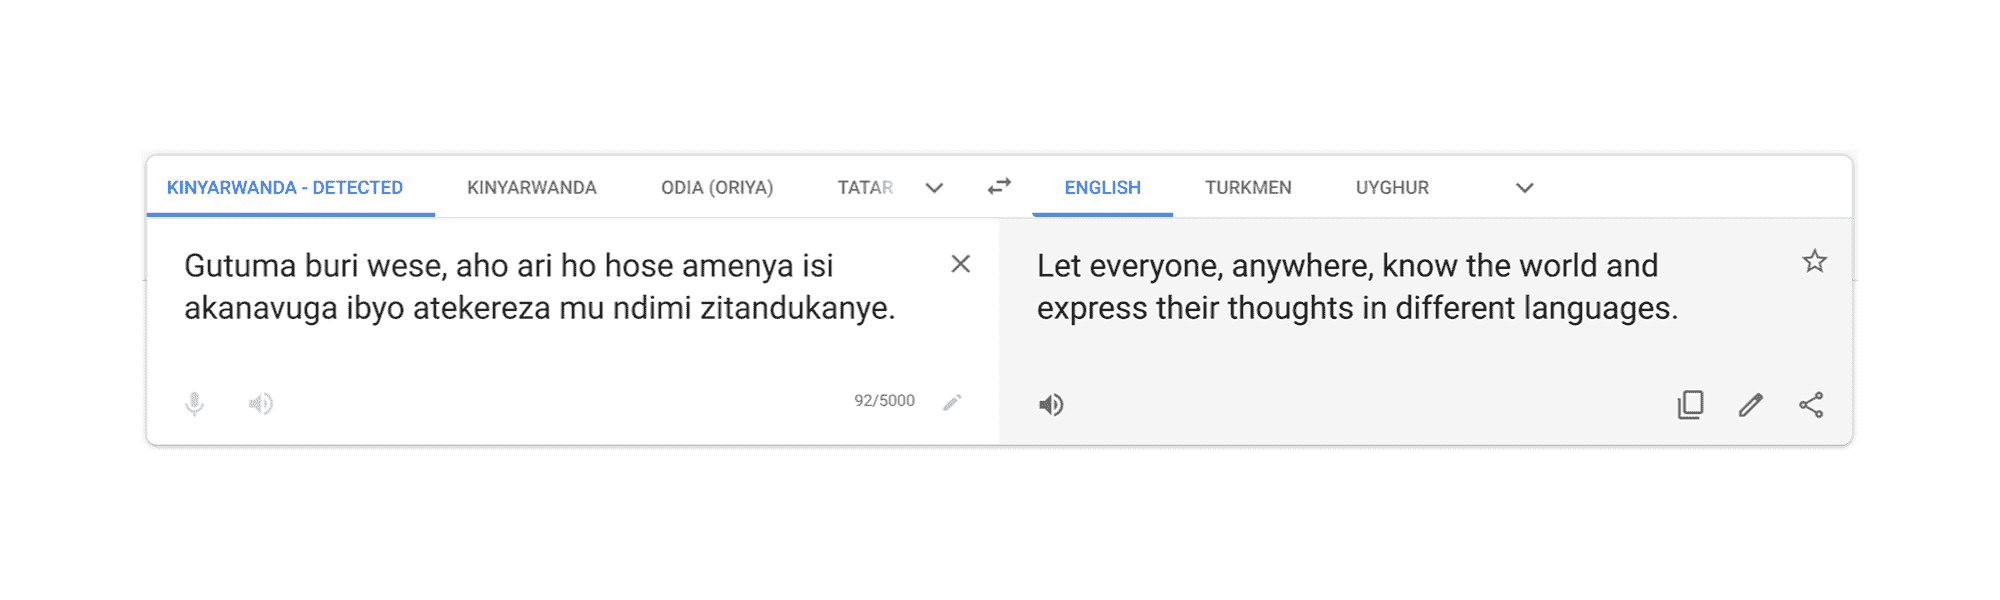 KINYARWANDA - DETECTED KINYARWANDA ODIA (ORIYA) TATAR ENGLISH TURKMEN UYGHUR
Gutuma buri wese, aho ari ho hose amenya isi
akanavuga ibyo atekereza mu ndimi zitandukanye.
92/5000
Let everyone, anywhere, know the world and
express their thoughts in different languages.